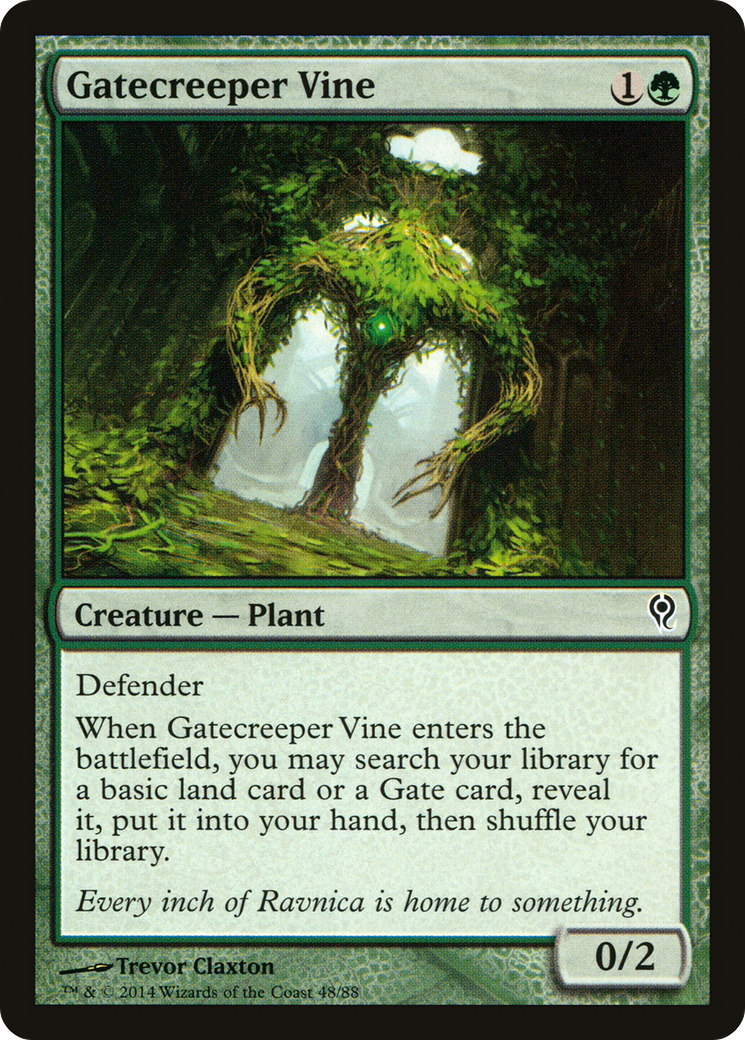 Gatecreeper Vine 1
Creature — Plant
Defender
When Gatecreeper Vine enters the
battlefield, you may search your library for
a basic land card or a Gate card, reveal
it, put it into your hand, then shuffle your
library.
Every inch of Ravnica is home to something.
0/2
Trevor Claxton
™ & © 2014 Wizards of the Coast 48/88